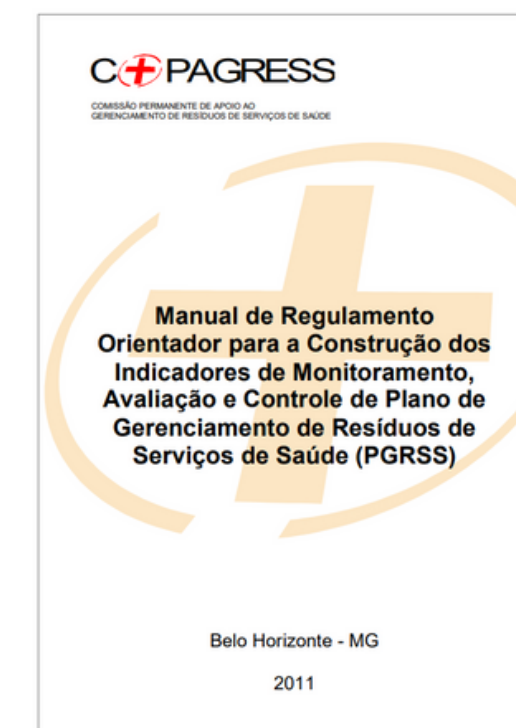 C+PAGRESS
COMISSÃO PERMANENTE DE APOIO AO
GERENCIAMENTO DE RESÍDUOS DE SERVIÇOS DE SAÚDE
Manual de Regulamento
Orientador para a Construção dos
Indicadores de Monitoramento,
Avaliação e Controle de Plano de
Gerenciamento de Resíduos de
Serviços de Saúde (PGRSS)
Belo Horizonte - MG
2011